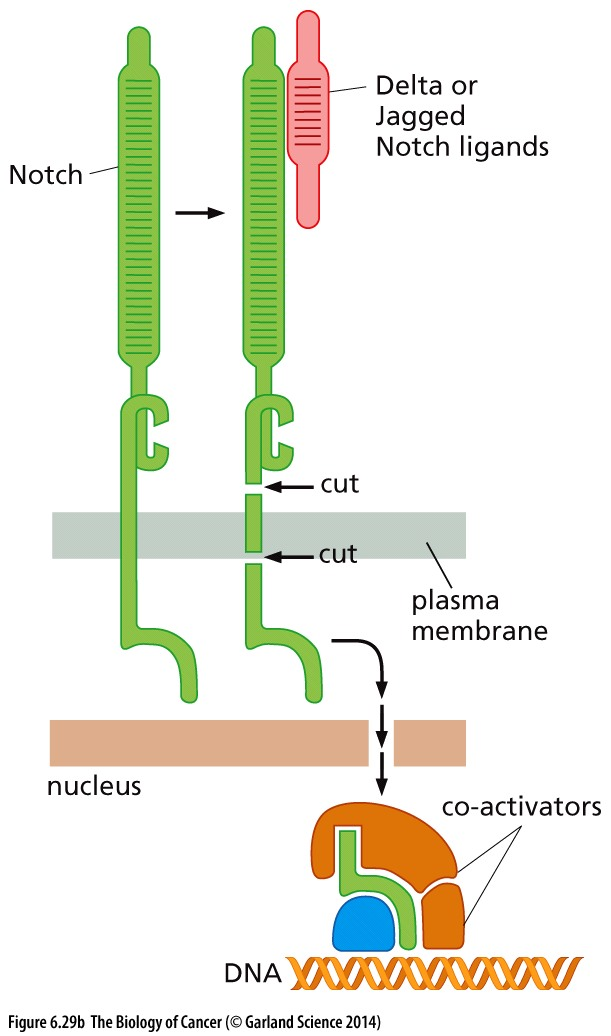 Delta or
Jagged
Notch ligands
Notch
cut
cut
plasma
membrane
nucleus
co-activators
DNA
Figure 6.29b The Biology of Cancer (© Garland Science 2014)